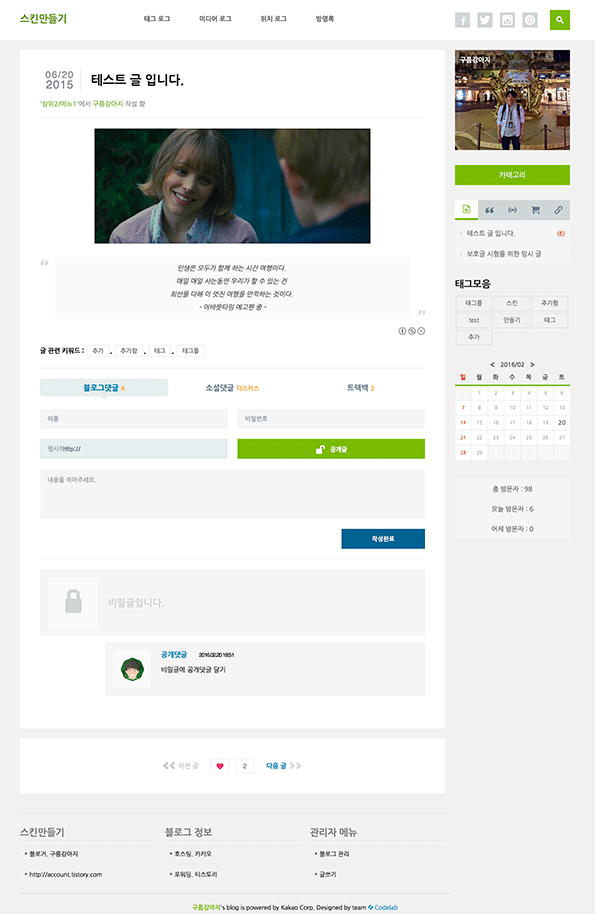 스킨만들기
태그 로그
미디어 로그
위치 로그
방명록
06/20
2015
테스트 글 입니다.
'상위2/메뉴1'에서 구름강아지 작성 함
인생은 모두가 함께 하는 시간 여행이다.
매일 매일 사는동안 우리가 할 수 있는 건
최선을 다해 이 멋진 여행을 만끽하는 것이다.
- 어바웃타임 예고편 중 -
글 관련 키워드 : 추가 , 추가함 , 태그 , 태그를
블로그댓글 6
소셜댓글 디스커스
트랙백 2
이름
비밀번호
http://
공개글
내용을 적어주세요.
작성완료
비밀글입니다.
공개댓글 2016.02.20 18:51
비밀글에 공개댓글 달기
이전 글
2
다음 글
구름강아지
카테고리
테스트 글 입니다. (6)
보호글 시험을 위한 임시 글
태그모음
태그를 스킨 추가함
test 만들기 태그
추가
< 2016/02 >
일 월 화 수 목 금 토
1 2 3 4 5 6
7 8 9 10 11 12 13
14 15 16 17 18 19 20
21 22 23 24 25 26 27
28 29
총 방문자 : 98
오늘 방문자 : 6
어제 방문자 : 0
스킨만들기
블로거, 구름강아지
http://account.tistory.com
블로그 정보
호스팅, 카카오
포워딩, 티스토리
관리자 메뉴
블로그 관리
글쓰기
구름강아지's blog is powered by Kakao Corp. Designed by team Codelab